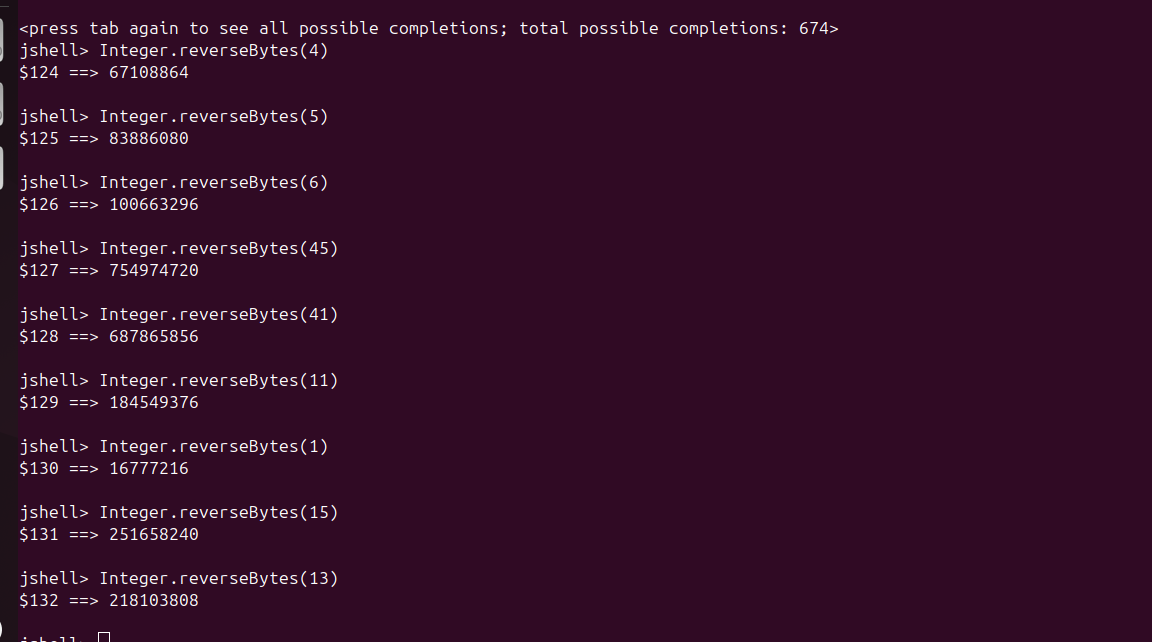 <press tab again to see all possible completions; total possible completions: 674>
jshell> Integer.reverseBytes(4)
$124 ==> 67108864
jshell> Integer.reverseBytes(5)
$125 ==> 83886080
jshell> Integer.reverseBytes(6)
$126 ==> 100663296
jshell> Integer.reverseBytes(45)
$127 ==> 754974720
jshell> Integer.reverseBytes(41)
$128 ==> 687865856
jshell> Integer.reverseBytes(11)
$129 ==> 184549376
jshell> Integer.reverseBytes(1)
$130 ==> 16777216
jshell> Integer.reverseBytes(15)
$131 ==> 251658240
jshell> Integer.reverseBytes(13)
$132 ==> 218103808
jshell>